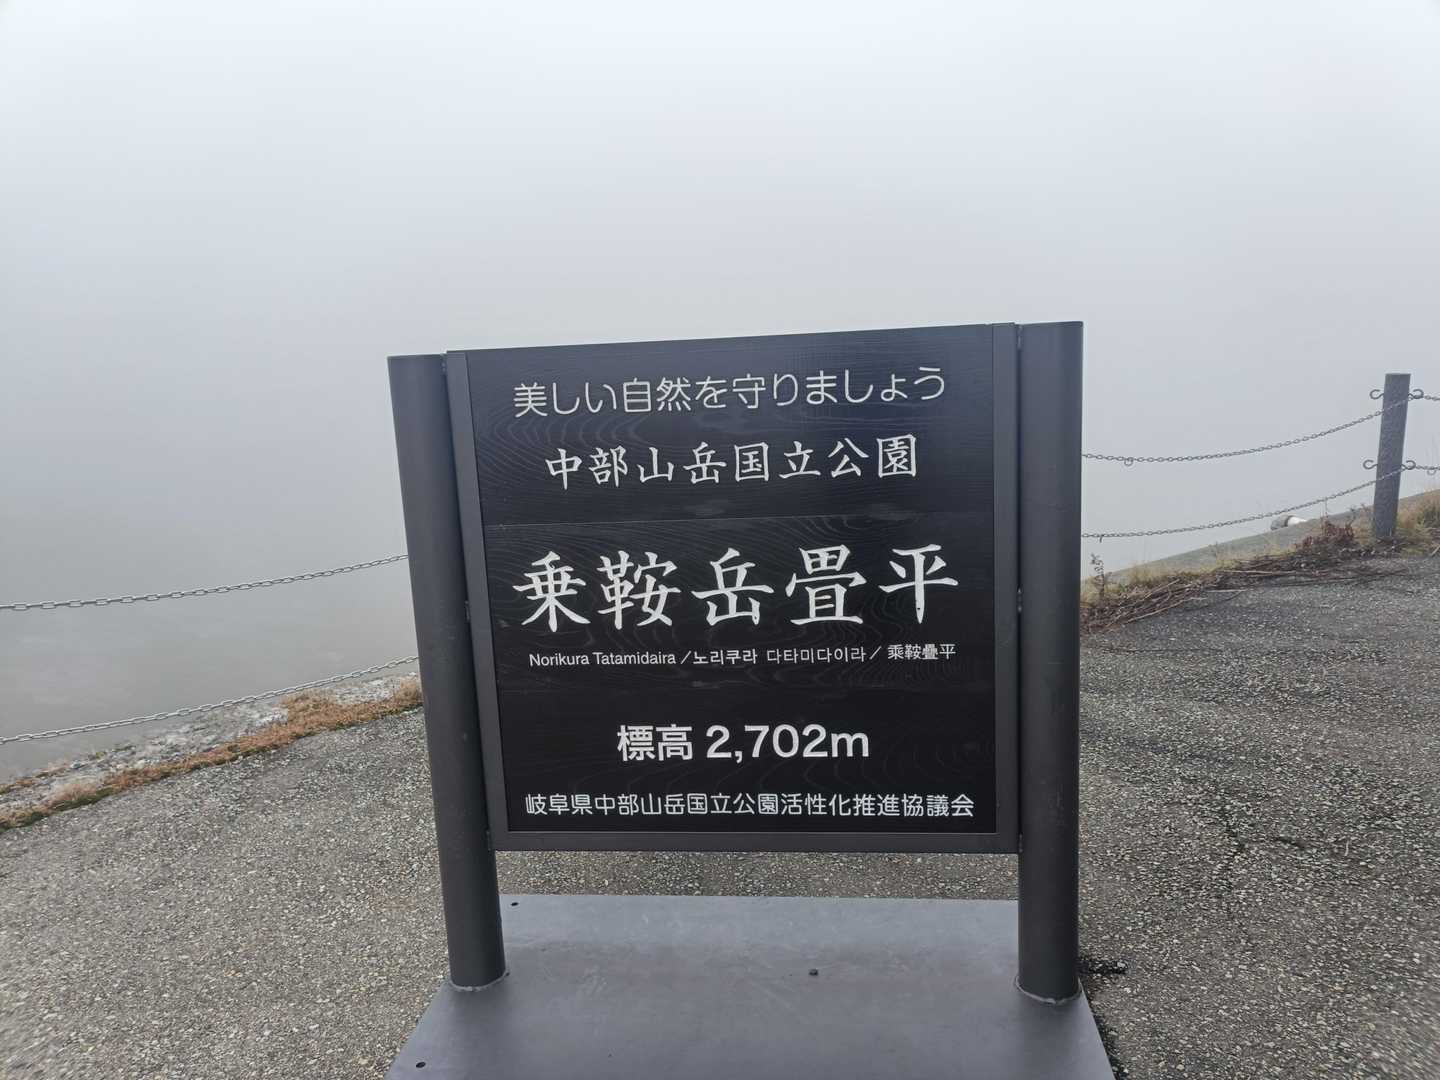 美しい自然を守りましょう
中部山岳国立公園
乗鞍岳畳平
Norikura Tatamidaira／노리쿠라 다타미다이라／乘鞍疊平
標高 2,702m
岐阜県中部山岳国立公園活性化推進協議会